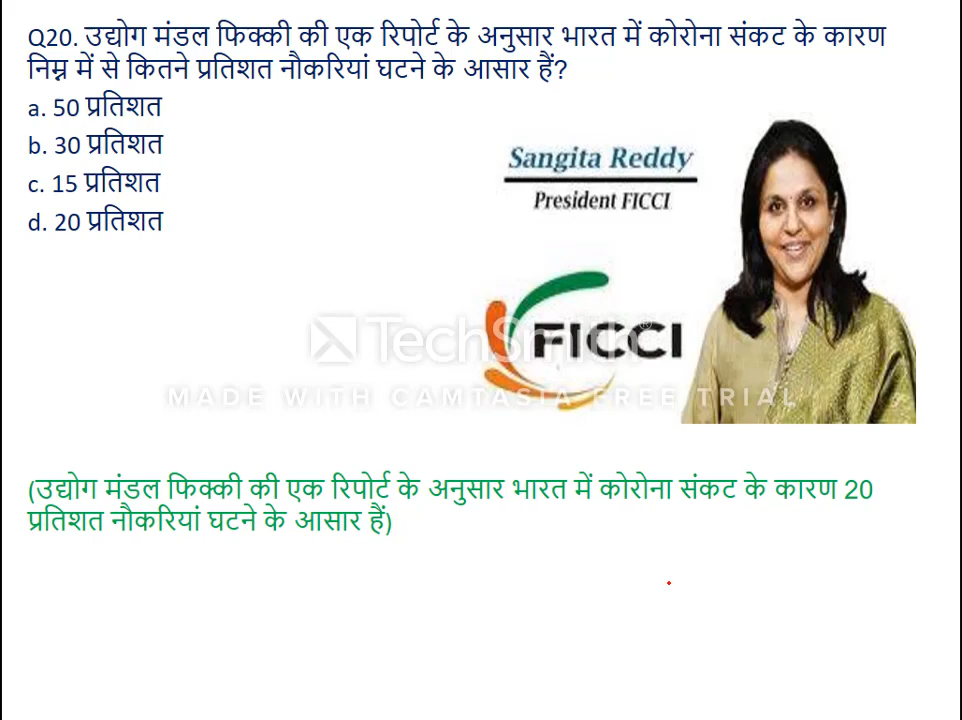 Q20. उद्योग मंडल फिक्की की एक रिपोर्ट के अनुसार भारत में कोरोना संकट के कारण
निम्न में से कितने प्रतिशत नौकरियां घटने के आसार हैं?
a. 50 प्रतिशत
b. 30 प्रतिशत
c. 15 प्रतिशत
d. 20 प्रतिशत
Sangita Reddy
President FICCI
FICCI
TechSmith®
MADE WITH CAMTASIA FREE TRIAL
(उद्योग मंडल फिक्की की एक रिपोर्ट के अनुसार भारत में कोरोना संकट के कारण 20
प्रतिशत नौकरियां घटने के आसार हैं)